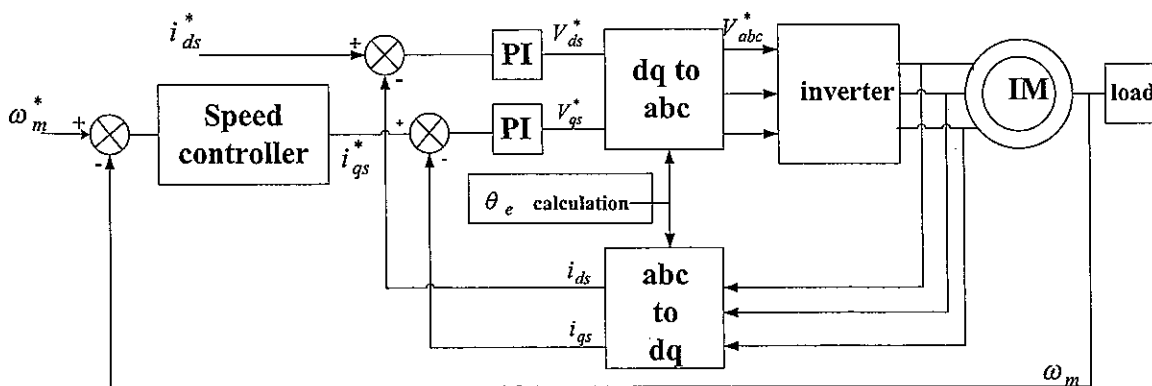 i*ds
+
-
PI
V*ds
dq to
abc
V*abc
inverter
IM
load
ω*m
+
-
Speed
controller
i*qs
+
-
PI
V*qs
θe calculation
ids
abc
to
dq
iqs
ωm